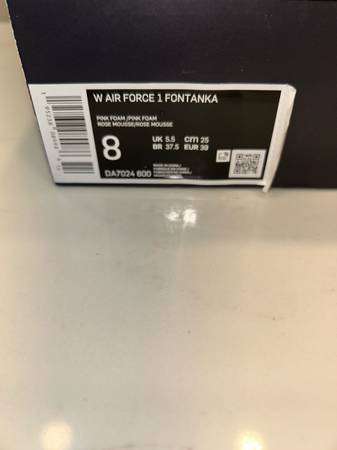 W AIR FORCE 1 FONTANKA
PINK FOAM /PINK FOAM
ROSE MOUSSE/ROSE MOUSSE
8
UK 5.5 CM 25
BR 37.5 EUR 39
DA7024 600